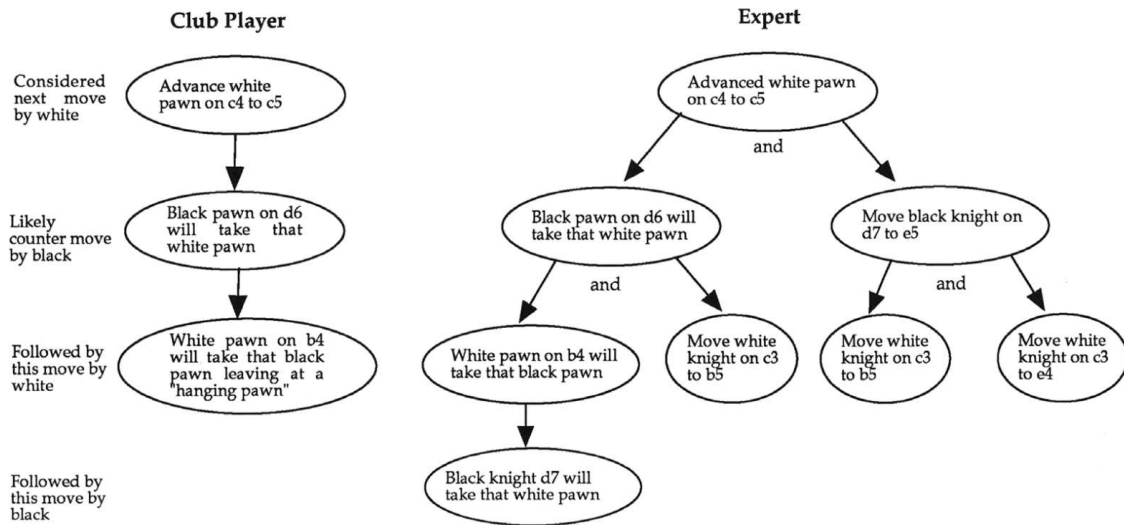 Club Player
Expert
Considered
next move
by white
Advance white
pawn on c4 to c5
Advanced white pawn
on c4 to c5
and
Likely
counter move
by black
Black pawn on d6
will take that
white pawn
Black pawn on d6 will
take that white pawn
Move black knight on
d7 to e5
and
and
Followed by
this move by
white
White pawn on b4
will take that black
pawn leaving at a
"hanging pawn"
White pawn on b4 will
take that black pawn
Move white
knight on c3
to b5
Move white
knight on c3
to b5
Move white
knight on c3
to e4
Followed by
this move by
black
Black knight d7 will
take that white pawn